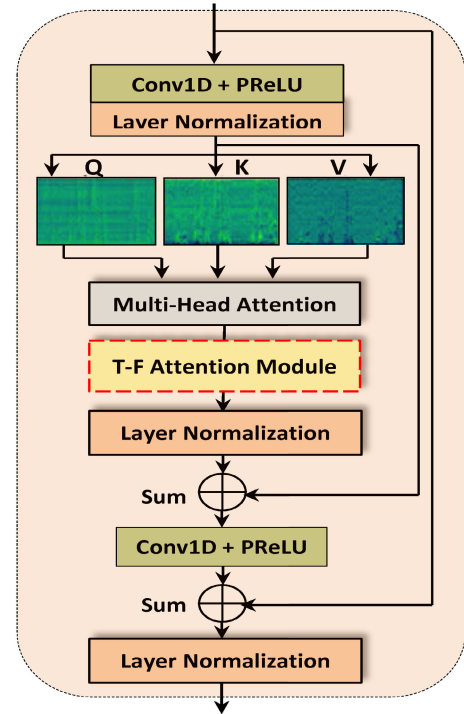 Conv1D + PReLU
Laver Normalization
Q K V
Multi-Head Attention
T-F Attention Module
Layer Normalization
Sum
Conv1D + PReLU
Sum
Layer Normalization